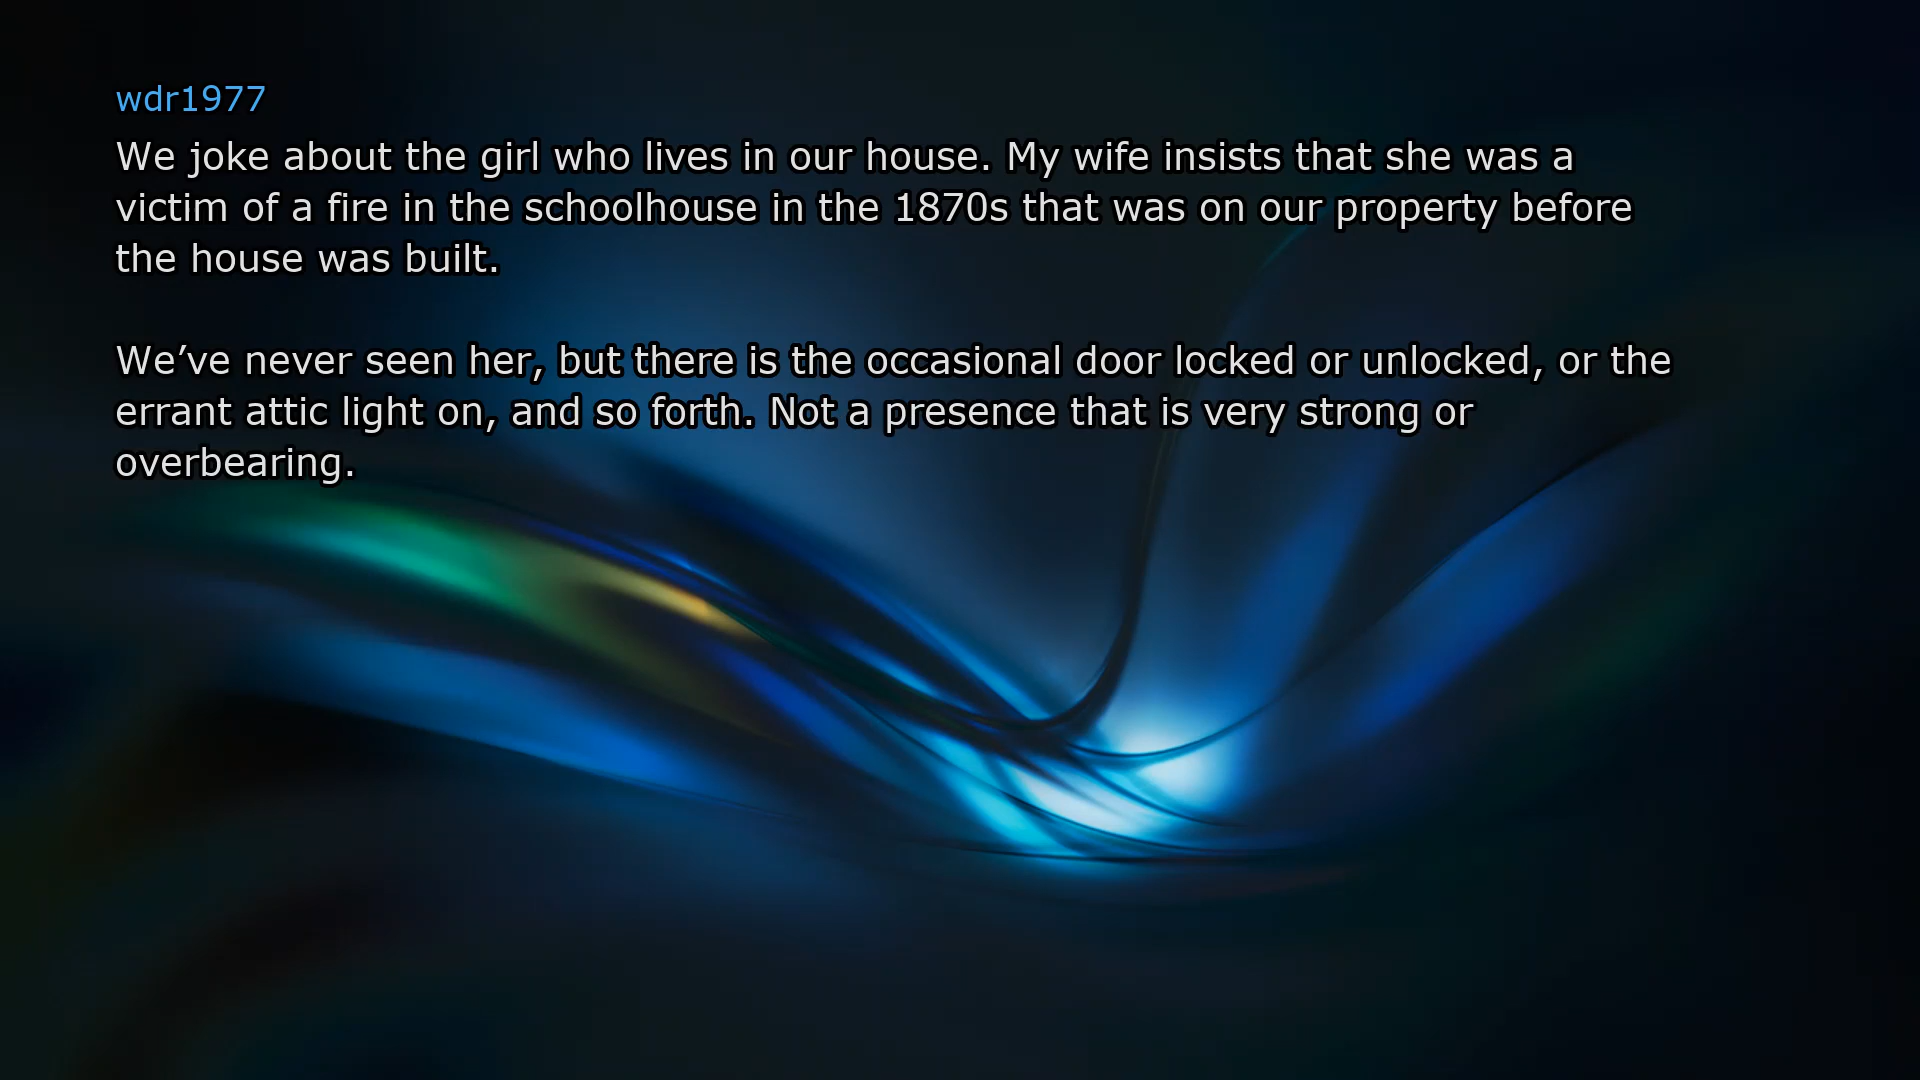 wdr1977
We joke about the girl who lives in our house. My wife insists that she was a
victim of a fire in the schoolhouse in the 1870s that was on our property before
the house was built.
We’ve never seen her, but there is the occasional door locked or unlocked, or the
errant attic light on, and so forth. Not a presence that is very strong or
overbearing.